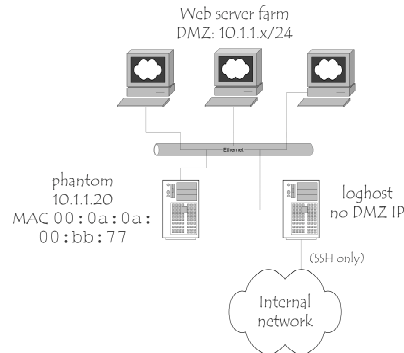 Web server farm
DMZ: 10.1.1.x/24
Ethernet
phantom
10.1.1.20
MAC 00:0a:0a:
00:bb:77
loghost
no DMZ IP
(SSH only)
Internal
network